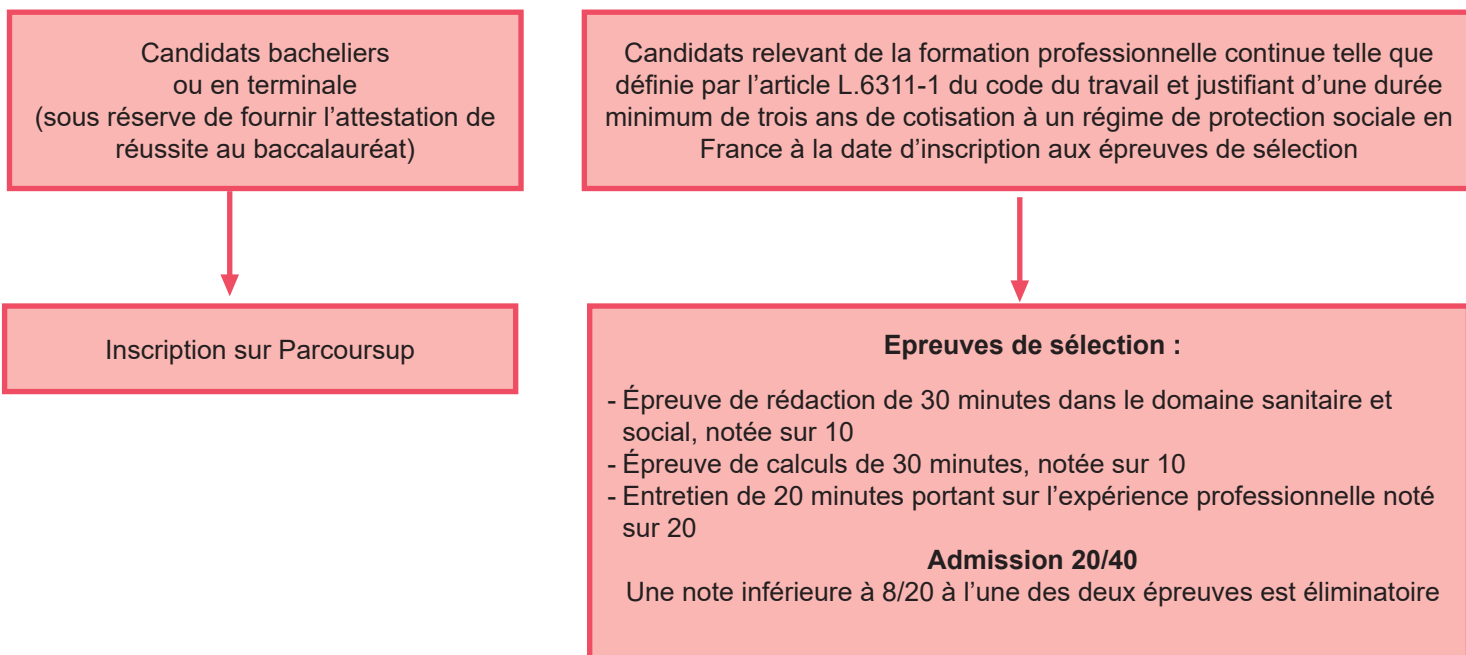 Candidats bacheliers
ou en terminale
(sous réserve de fournir l'attestation de
réussite au baccalauréat)
Inscription sur Parcoursup
Candidats relevant de la formation professionnelle continue telle que
définie par l'article L.6311-1 du code du travail et justifiant d'une durée
minimum de trois ans de cotisation à un régime de protection sociale en
France à la date d'inscription aux épreuves de sélection
Epreuves de sélection :
- Épreuve de rédaction de 30 minutes dans le domaine sanitaire et
social, notée sur 10
- Épreuve de calculs de 30 minutes, notée sur 10
- Entretien de 20 minutes portant sur l'expérience professionnelle noté
sur 20
Admission 20/40
Une note inférieure à 8/20 à l'une des deux épreuves est éliminatoire